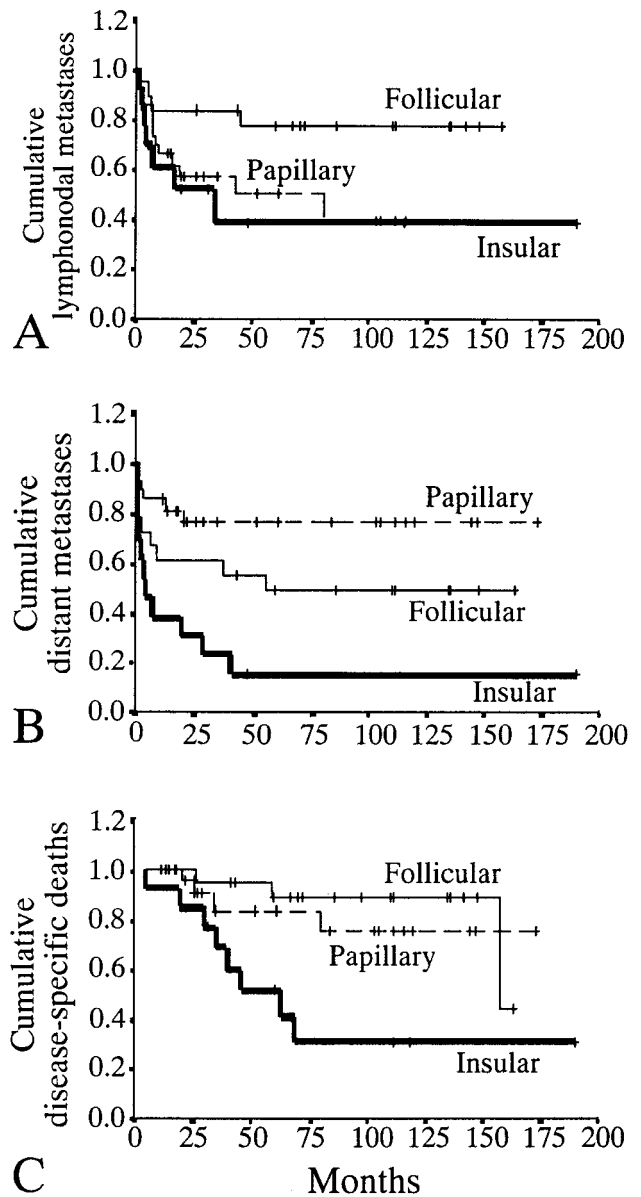 1.2
1.0
0.8
0.6
0.4
0.2
0.0
Cumulative
lymphonodal metastases
Follicular
Papillary
Insular
0 25 50 75 100 125 150 175 200
A
1.2
1.0
0.8
0.6
0.4
0.2
0.0
Cumulative
distant metastases
Papillary
Follicular
Insular
0 25 50 75 100 125 150 175 200
B
1.2
1.0
0.8
0.6
0.4
0.2
0.0
Cumulative
disease-specific deaths
Follicular
Papillary
Insular
0 25 50 75 100 125 150 175 200
C
Months